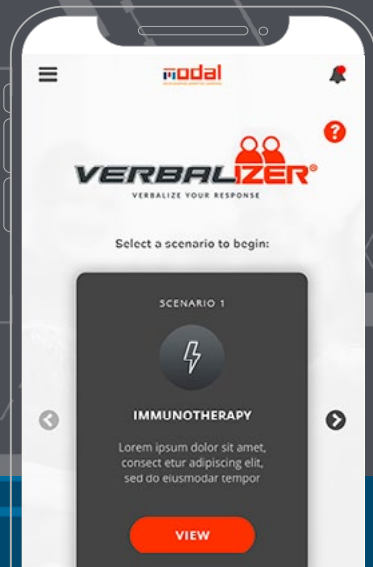 modal
?
VERBALIZER®
VERBALIZE YOUR RESPONSE
Select a scenario to begin:
SCENARIO 1
IMMUNOTHERAPY
Lorem ipsum dolor sit amet,
consect etur adipiscing elit,
sed do eiusmodar tempor
VIEW